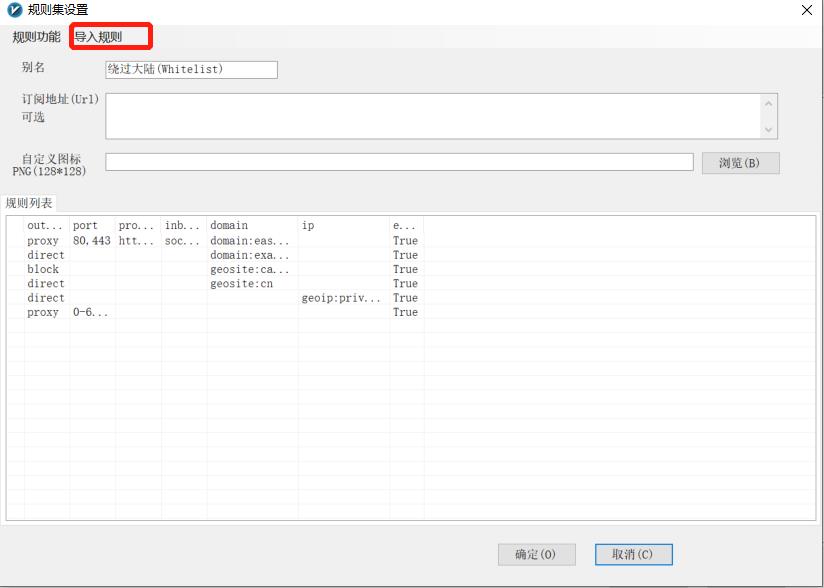 规则集设置
规则功能 导入规则
别名 绕过大陆(Whitelist)
订阅地址(Url)
可选
自定义图标
PNG(128*128) 浏览(B)
规则列表
out... port pro... inb... domain ip e...
proxy 80,443 htt... soc... domain:eas... True
direct domain:exa... True
block geosite:ca... True
direct geosite:cn True
direct geoip:priv... True
proxy 0-6... True
确定(O) 取消(C)